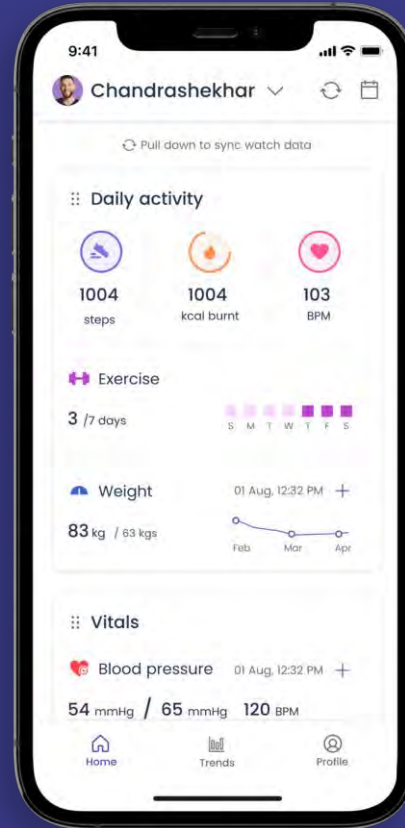 9:41
Chandrashekhar
Pull down to sync watch data
Daily activity
1004 1004 103
steps kcal burnt BPM
Exercise
3 /7 days
S M T W T F S
Weight 01 Aug, 12:32 PM
83 kg / 63 kgs
Feb Mar Apr
Vitals
Blood pressure 01 Aug, 12:32 PM
54 mmHg / 65 mmHg 120 BPM
Home Trends Profile